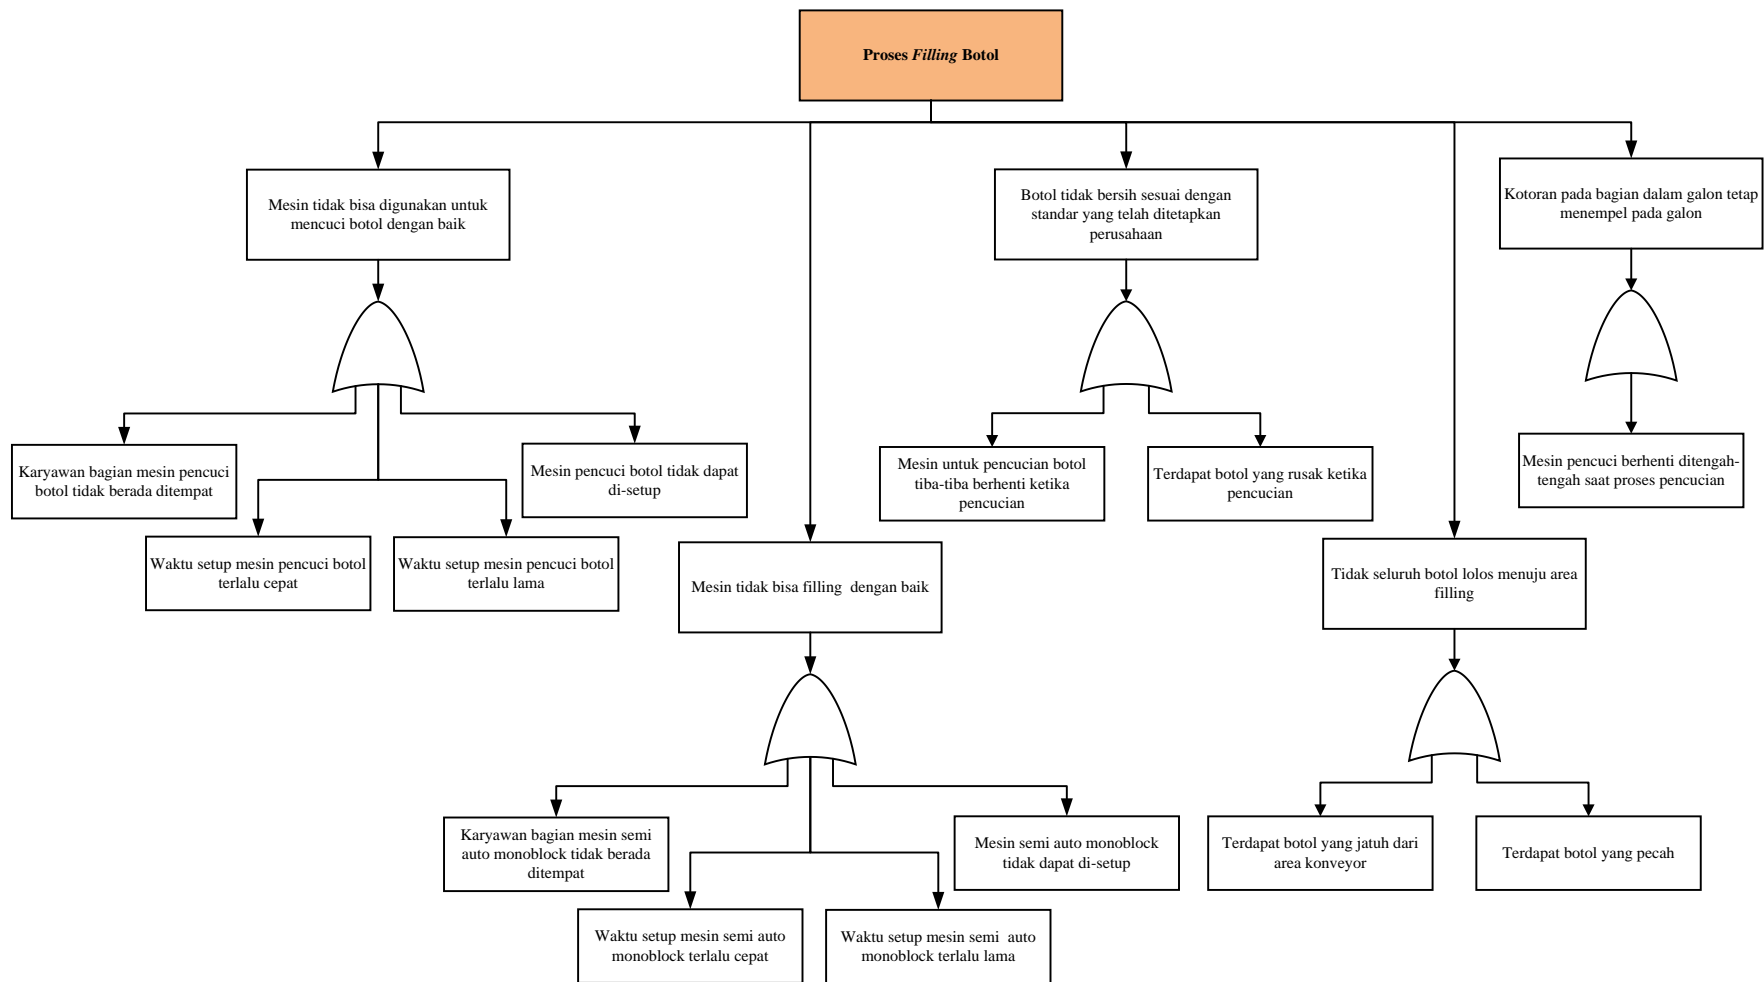 Proses Filling Botol
Mesin tidak bisa digunakan untuk
mencuci botol dengan baik
Botol tidak bersih sesuai dengan
standar yang telah ditetapkan
perusahaan
Kotoran pada bagian dalam galon tetap
menempel pada galon
Karyawan bagian mesin pencuci
botol tidak berada ditempat
Mesin pencuci botol tidak dapat
di-setup
Mesin untuk pencucian botol
tiba-tiba berhenti ketika
pencucian
Terdapat botol yang rusak ketika
pencucian
Mesin pencuci berhenti ditengah-
tengah saat proses pencucian
Waktu setup mesin pencuci botol
terlalu cepat
Waktu setup mesin pencuci botol
terlalu lama
Mesin tidak bisa filling  dengan baik
Tidak seluruh botol lolos menuju area
filling
Karyawan bagian mesin semi
auto monoblock tidak berada
ditempat
Mesin semi auto monoblock
tidak dapat di-setup
Terdapat botol yang jatuh dari
area konveyor
Terdapat botol yang pecah
Waktu setup mesin semi auto
monoblock terlalu cepat
Waktu setup mesin semi  auto
monoblock terlalu lama